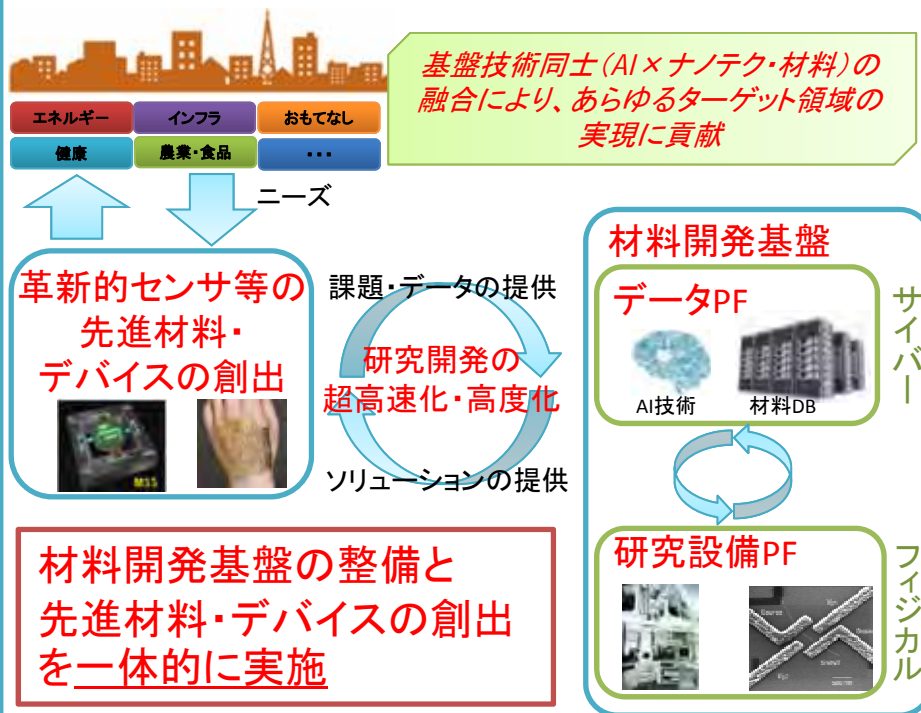 エネルギー
インフラ
おもてなし
健康
農業・食品
・・・
基盤技術同士(AI×ナノテク・材料)の
融合により、あらゆるターゲット領域の
実現に貢献
ニーズ
革新的センサ等の
先進材料・
デバイスの創出
MSS
課題・データの提供
研究開発の
超高速化・高度化
ソリューションの提供
材料開発基盤
データPF
AI技術
材料DB
サイバー
研究設備PF
フィジカル
材料開発基盤の整備と
先進材料・デバイスの創出
を一体的に実施